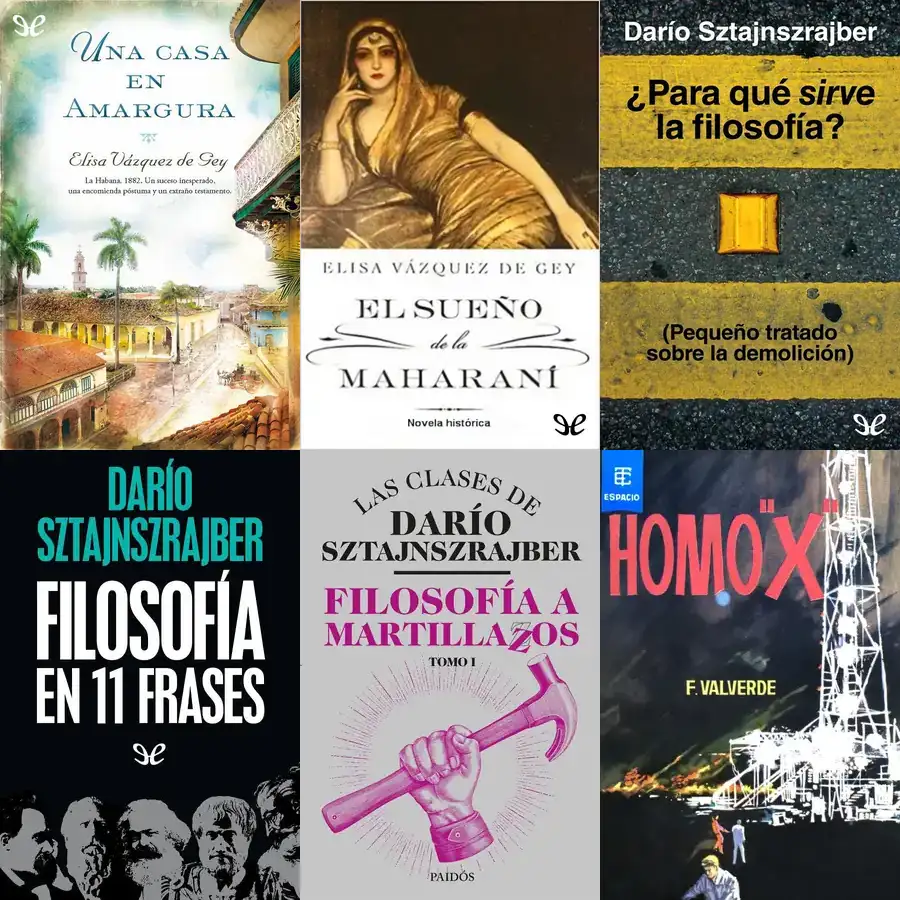 UNA CASA
EN
AMARGURA
Elisa Vázquez de Gey
La Habana. 1882. Un suceso inesperado,
una encomienda póstuma y un extraño testamento.
ELISA VÁZQUEZ DE GEY
EL SUEÑO
de la
MAHARANÍ
Novela histórica
Darío Sztajnszrajber
¿Para qué sirve
la filosofía?
(Pequeño tratado
sobre la demolición)
DARÍO
SZTAJNSZRAJBER
FILOSOFÍA
EN 11 FRASES
LAS CLASES DE
DARÍO
SZTAJNSZRAJBER
FILOSOFÍA A
MARTILLAZOS
TOMO I
PAIDÓS
ESPACIO
HOMO "X"
F. VALVERDE